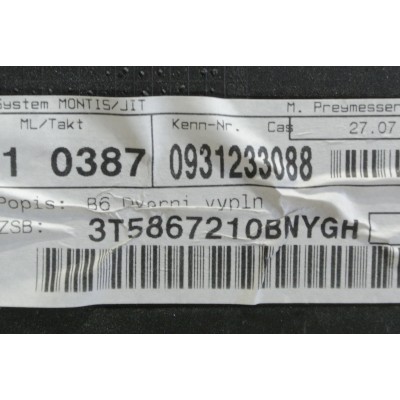 System MONTIS/JIT M. Preymesser
ML/Takt Kenn-Nr. Cas 27.07
1 0387 0931233088
Popis: B6 Dverni vypln
ZSB: 3T5867210BNYGH